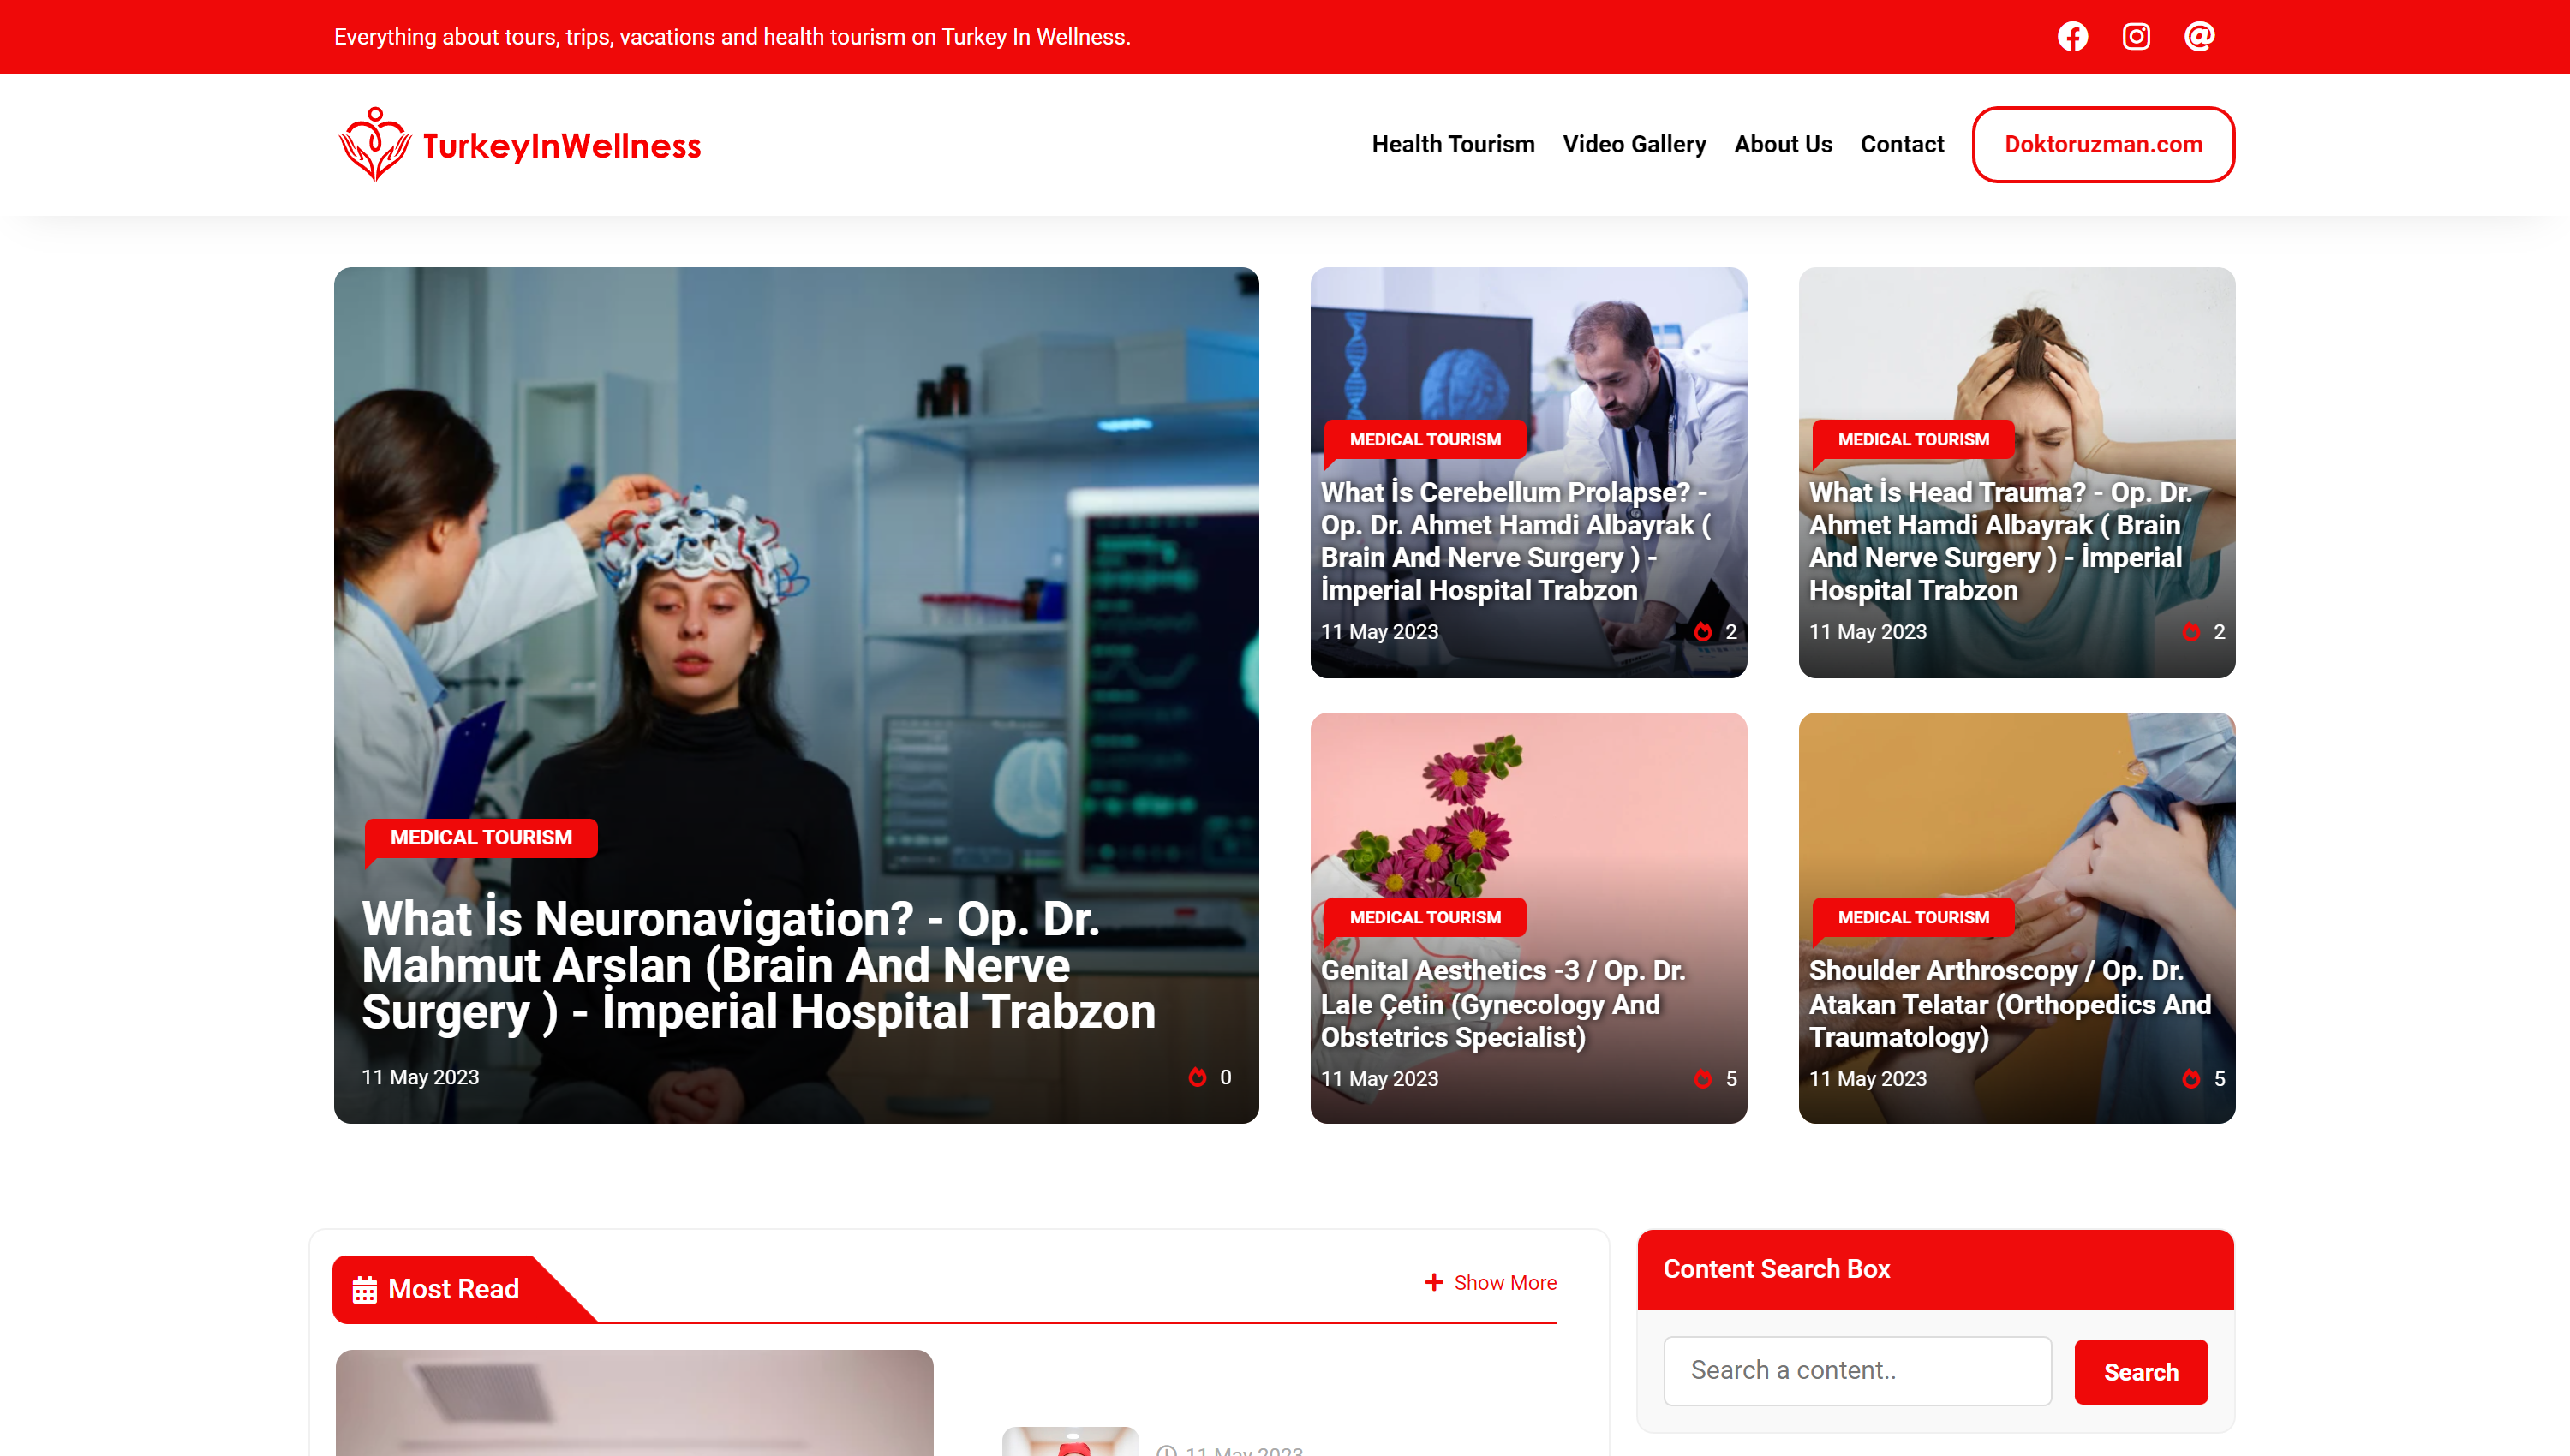 Everything about tours, trips, vacations and health tourism on Turkey In Wellness.
TurkeyInWellness
Health Tourism
Video Gallery
About Us
Contact
Doktoruzman.com
MEDICAL TOURISM
What İs Neuronavigation? - Op. Dr.
Mahmut Arslan (Brain And Nerve
Surgery ) - İmperial Hospital Trabzon
11 May 2023
0
MEDICAL TOURISM
What İs Cerebellum Prolapse? -
Op. Dr. Ahmet Hamdi Albayrak (
Brain And Nerve Surgery ) -
İmperial Hospital Trabzon
11 May 2023
2
MEDICAL TOURISM
What İs Head Trauma? - Op. Dr.
Ahmet Hamdi Albayrak ( Brain
And Nerve Surgery ) - İmperial
Hospital Trabzon
11 May 2023
2
MEDICAL TOURISM
Genital Aesthetics -3 / Op. Dr.
Lale Çetin (Gynecology And
Obstetrics Specialist)
11 May 2023
5
MEDICAL TOURISM
Shoulder Arthroscopy / Op. Dr.
Atakan Telatar (Orthopedics And
Traumatology)
11 May 2023
5
Most Read
Show More
11 May 2023
Content Search Box
Search a content..
Search